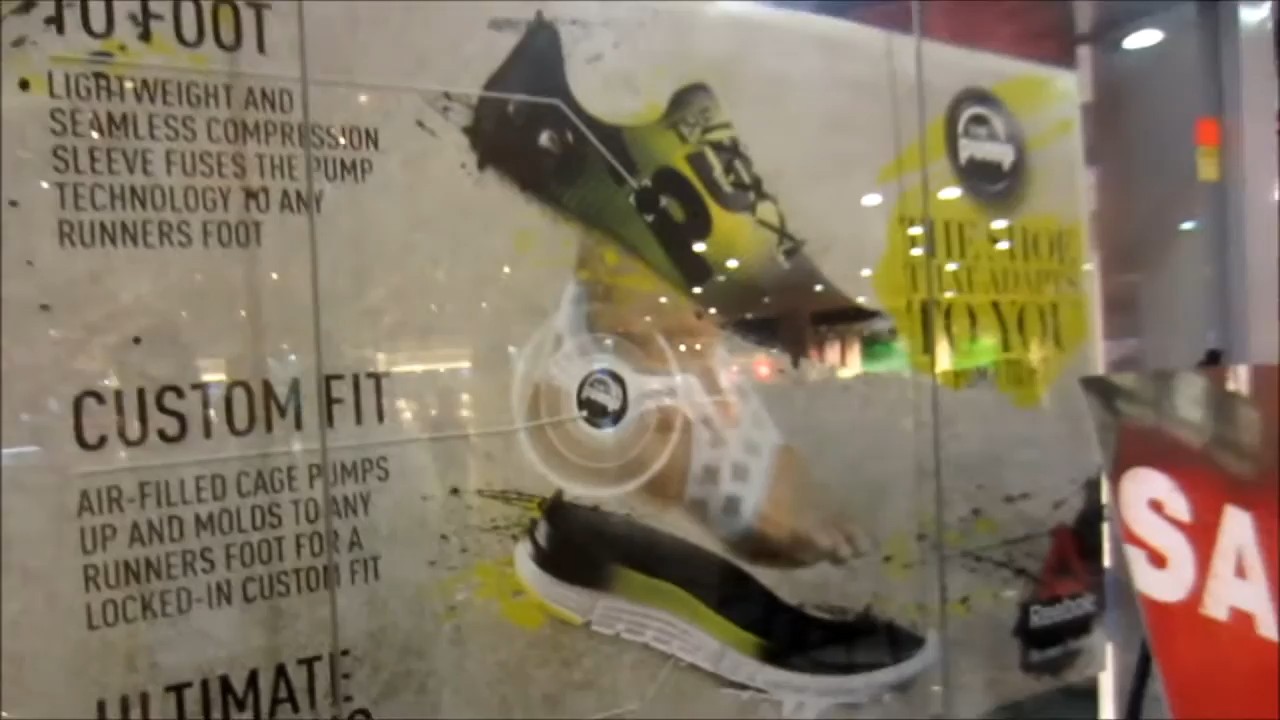 TO FOOT
• LIGHTWEIGHT AND
SEAMLESS COMPRESSION
SLEEVE FUSES THE PUMP
TECHNOLOGY TO ANY
RUNNERS FOOT
CUSTOM FIT
AIR-FILLED CAGE PUMPS
UP AND MOLDS TO ANY
RUNNERS FOOT FOR A
LOCKED-IN CUSTOM FIT
ULTIMATE
THE SHOE
THAT ADAPTS
TO YOU
Reebok
SA